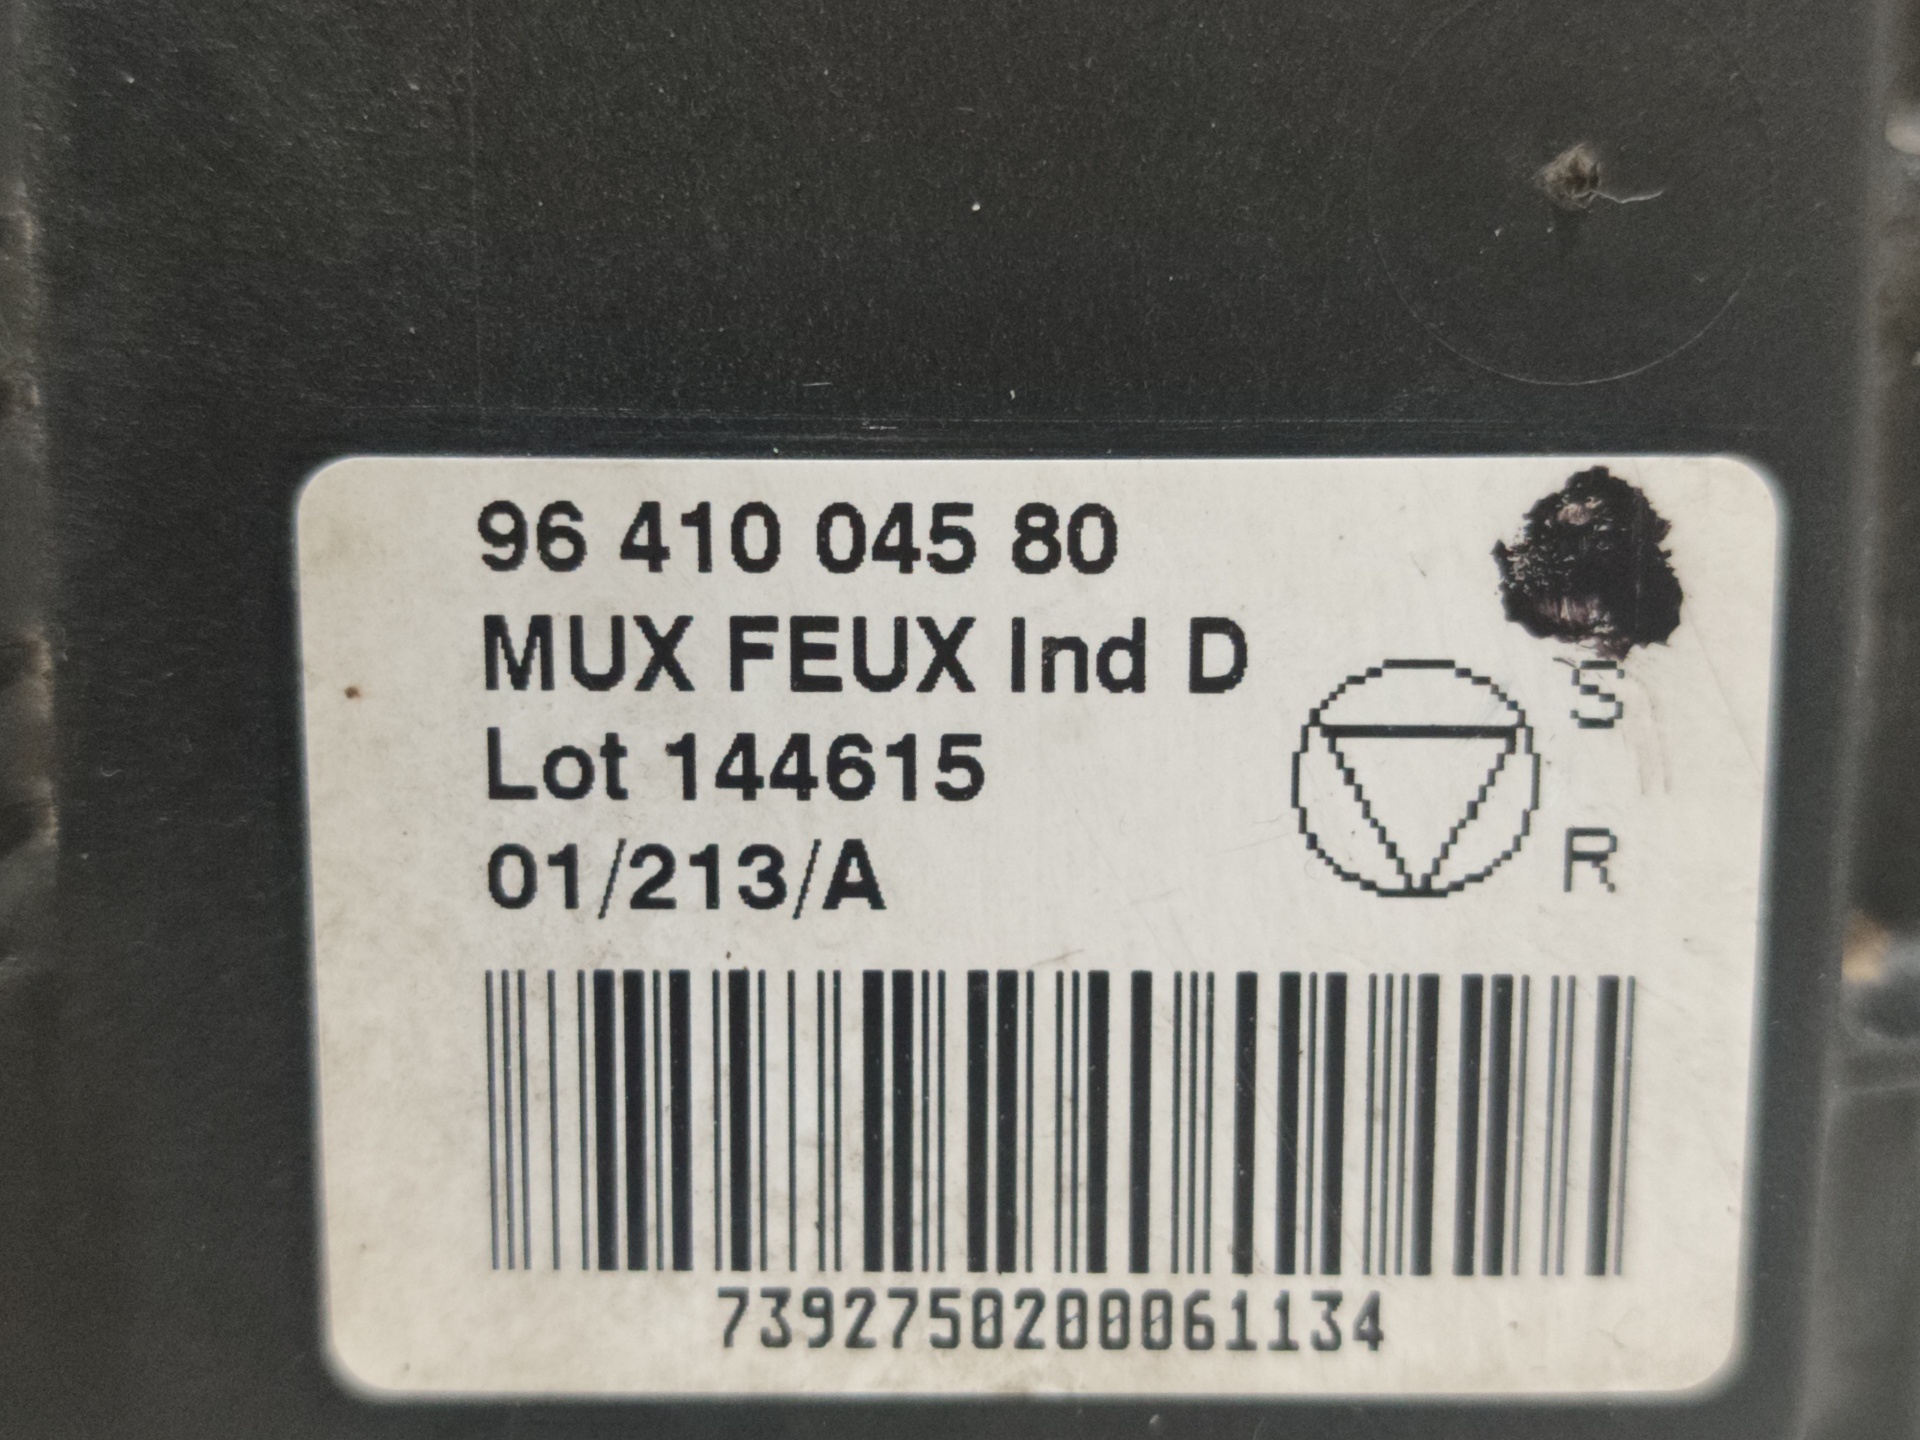 96 410 045 80
MUX FEUX Ind D
Lot 144615
01/213/A
S
R
7392750200061134